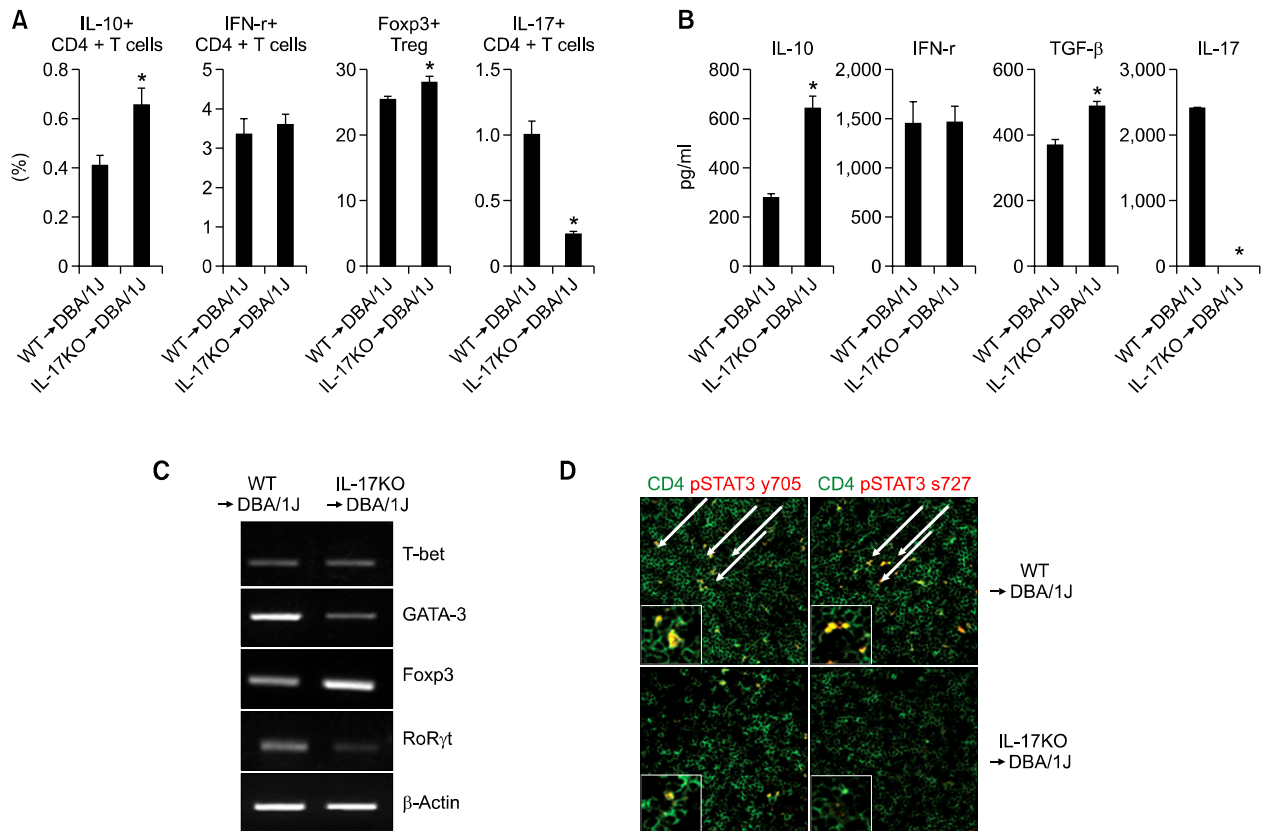 A
IL-10+
CD4 + T cells
IFN-r+
CD4 + T cells
Foxp3+
Treg
IL-17+
CD4 + T cells
(%)
0.8
0.6
0.4
0.2
0
*
5
4
3
2
1
0
30
20
10
0
*
1.5
1.0
0.5
0
*
WT→DBA/1J
IL-17KO→DBA/1J
WT→DBA/1J
IL-17KO→DBA/1J
WT→DBA/1J
IL-17KO→DBA/1J
WT→DBA/1J
IL-17KO→DBA/1J
B
IL-10
IFN-r
TGF-β
IL-17
pg/ml
800
600
400
200
0
*
2,000
1,500
1,000
500
0
600
400
200
0
*
3,000
2,000
1,000
0
*
WT→DBA/1J
IL-17KO→DBA/1J
WT→DBA/1J
IL-17KO→DBA/1J
WT→DBA/1J
IL-17KO→DBA/1J
WT→DBA/1J
IL-17KO→DBA/1J
C
WT
→DBA/1J
IL-17KO
→DBA/1J
T-bet
GATA-3
Foxp3
RoRγt
β-Actin
D
CD4 pSTAT3 y705
CD4 pSTAT3 s727
WT
→DBA/1J
IL-17KO
→DBA/1J